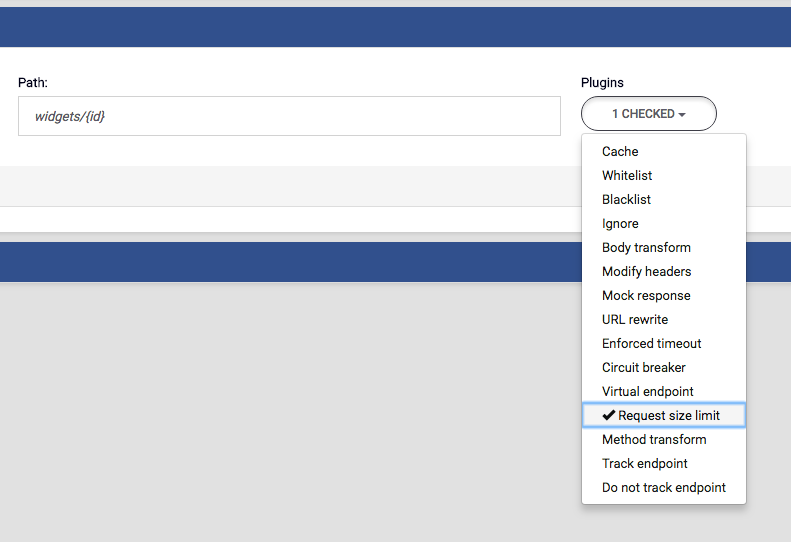 Path:
Plugins
widgets/{id}
1 CHECKED
Cache
Whitelist
Blacklist
Ignore
Body transform
Modify headers
Mock response
URL rewrite
Enforced timeout
Circuit breaker
Virtual endpoint
Request size limit
Method transform
Track endpoint
Do not track endpoint